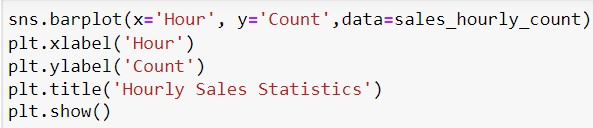 sns.barplot(x='Hour', y='Count',data=sales_hourly_count)
plt.xlabel('Hour')
plt.ylabel('Count')
plt.title('Hourly Sales Statistics')
plt.show()